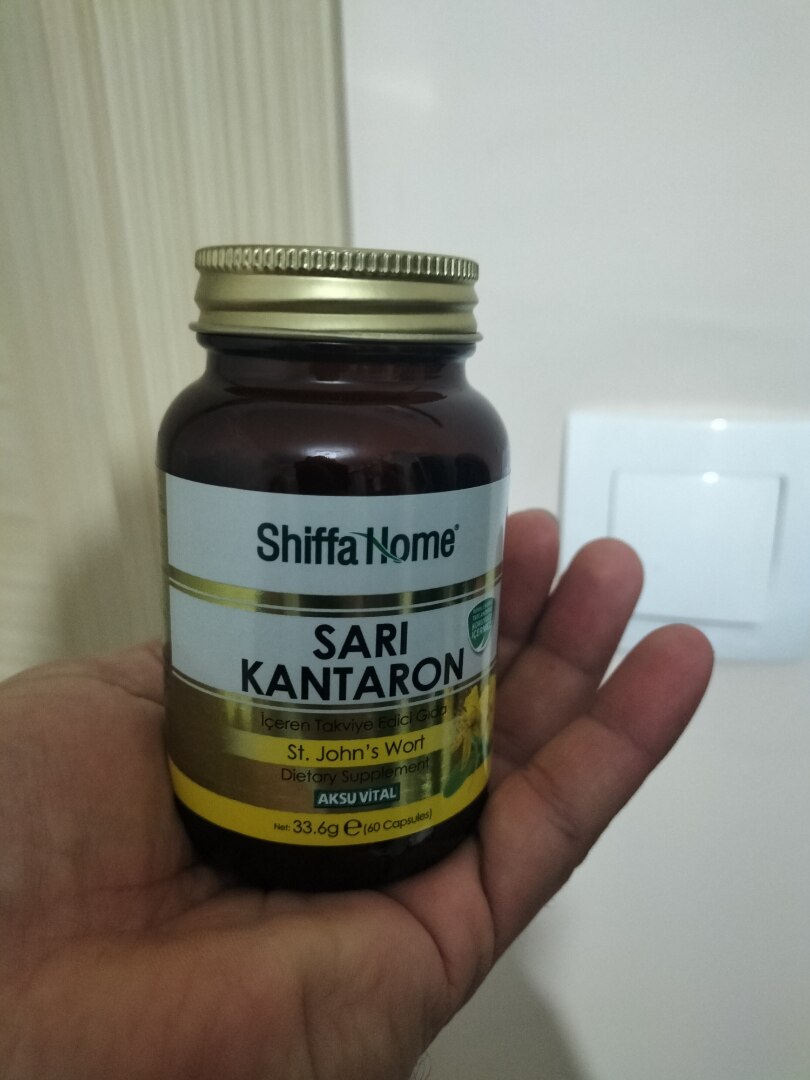 Shiffa Home®
SARI
KANTARON
İçeren Takviye Edici Gıda
St. John's Wort
Dietary Supplement
AKSU VİTAL
Net: 33.6g ℮ (60 Capsules)